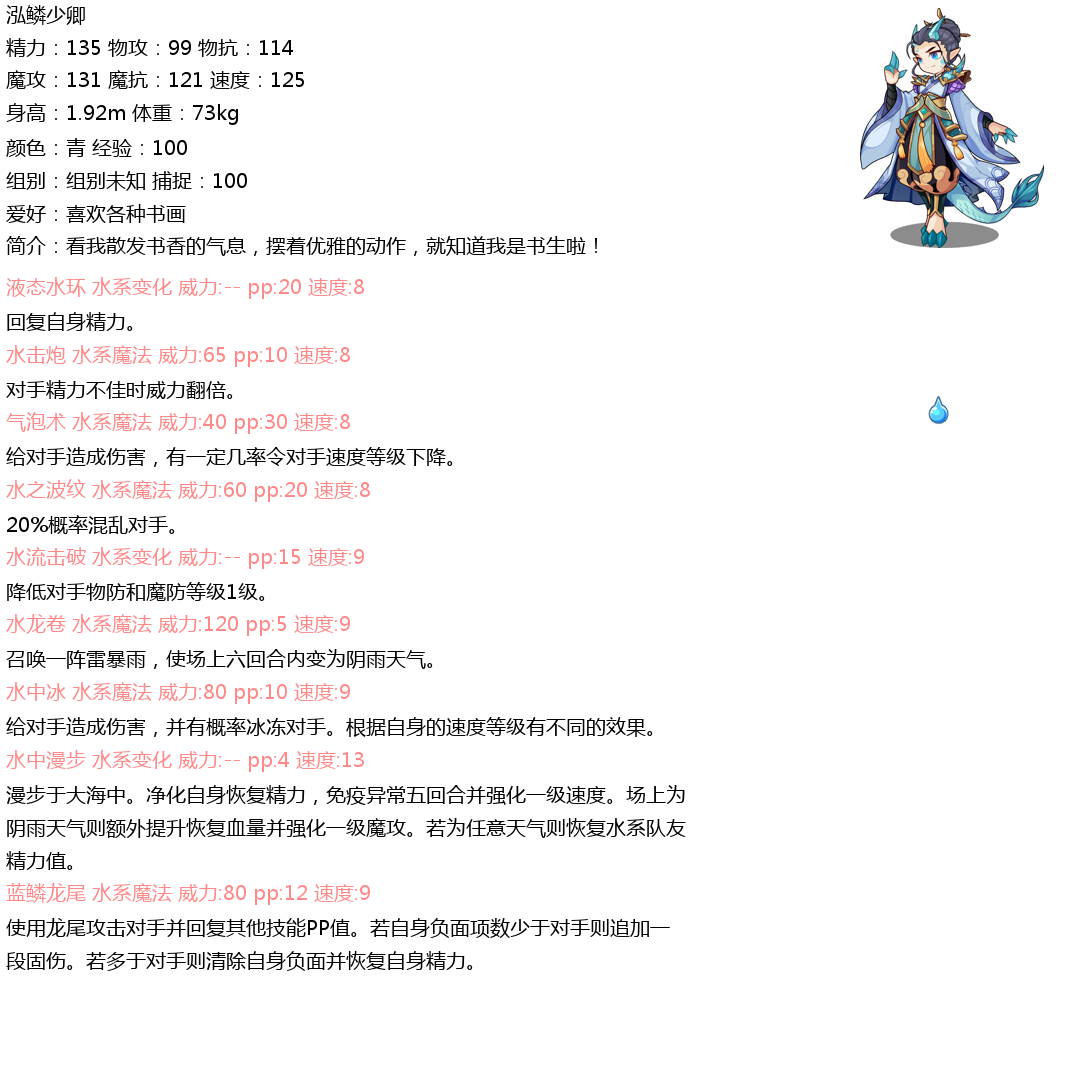 泓鳞少卿
精力：135 物攻：99 物抗：114
魔攻：131 魔抗：121 速度：125
身高：1.92m 体重：73kg
颜色：青 经验：100
组别：组别未知 捕捉：100
爱好：喜欢各种书画
简介：看我散发书香的气息，摆着优雅的动作，就知道我是书生啦！
液态水环 水系变化 威力:-- pp:20 速度:8
回复自身精力。
水击炮 水系魔法 威力:65 pp:10 速度:8
对手精力不佳时威力翻倍。
气泡术 水系魔法 威力:40 pp:30 速度:8
给对手造成伤害，有一定几率令对手速度等级下降。
水之波纹 水系魔法 威力:60 pp:20 速度:8
20%概率混乱对手。
水流击破 水系变化 威力:-- pp:15 速度:9
降低对手物防和魔防等级1级。
水龙卷 水系魔法 威力:120 pp:5 速度:9
召唤一阵雷暴雨，使场上六回合内变为阴雨天气。
水中冰 水系魔法 威力:80 pp:10 速度:9
给对手造成伤害，并有概率冰冻对手。根据自身的速度等级有不同的效果。
水中漫步 水系变化 威力:-- pp:4 速度:13
漫步于大海中。净化自身恢复精力，免疫异常五回合并强化一级速度。场上为
阴雨天气则额外提升恢复血量并强化一级魔攻。若为任意天气则恢复水系队友
精力值。
蓝鳞龙尾 水系魔法 威力:80 pp:12 速度:9
使用龙尾攻击对手并回复其他技能PP值。若自身负面项数少于对手则追加一
段固伤。若多于对手则清除自身负面并恢复自身精力。